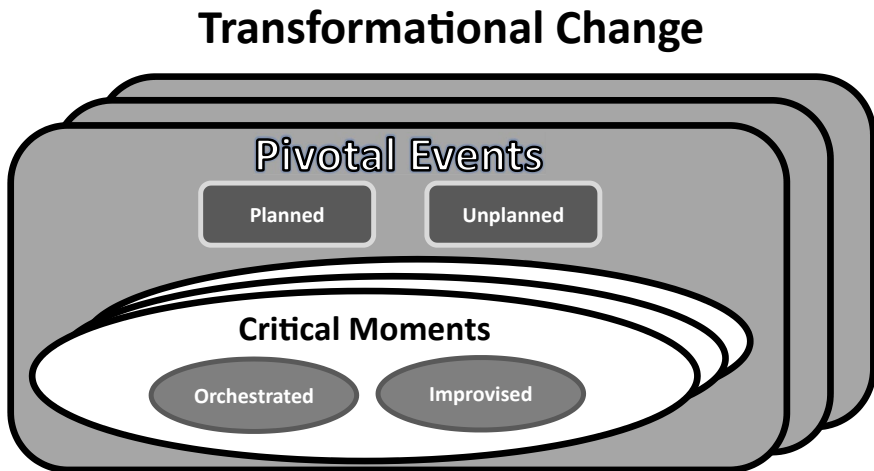 Transformational Change
Pivotal Events
Planned Unplanned
Critical Moments
Orchestrated Improvised